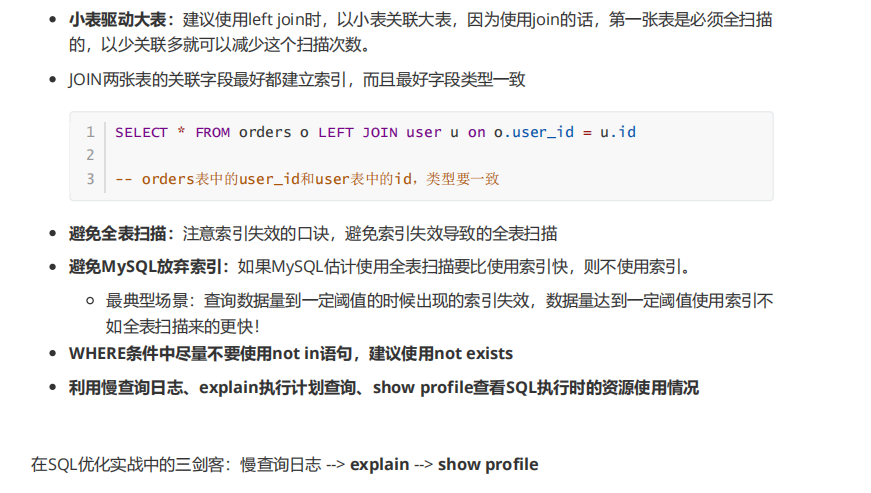 小表驱动大表：建议使用left join时，以小表关联大表，因为使用join的话，第一张表是必须全扫描
的，以少关联多就可以减少这个扫描次数。
JOIN两张表的关联字段最好都建立索引，而且最好字段类型一致
1 SELECT * FROM orders o LEFT JOIN user u on o.user_id = u.id
2
3 -- orders表中的user_id和user表中的id，类型要一致
避免全表扫描：注意索引失效的口诀，避免索引失效导致的全表扫描
避免MySQL放弃索引：如果MySQL估计使用全表扫描要比使用索引快，则不使用索引。
最典型场景：查询数据量到一定阈值的时候出现的索引失效，数据量达到一定阈值使用索引不
如全表扫描来的更快！
WHERE条件中尽量不要使用not in语句，建议使用not exists
利用慢查询日志、explain执行计划查询、show profile查看SQL执行时的资源使用情况
在SQL优化实战中的三剑客：慢查询日志 --> explain --> show profile